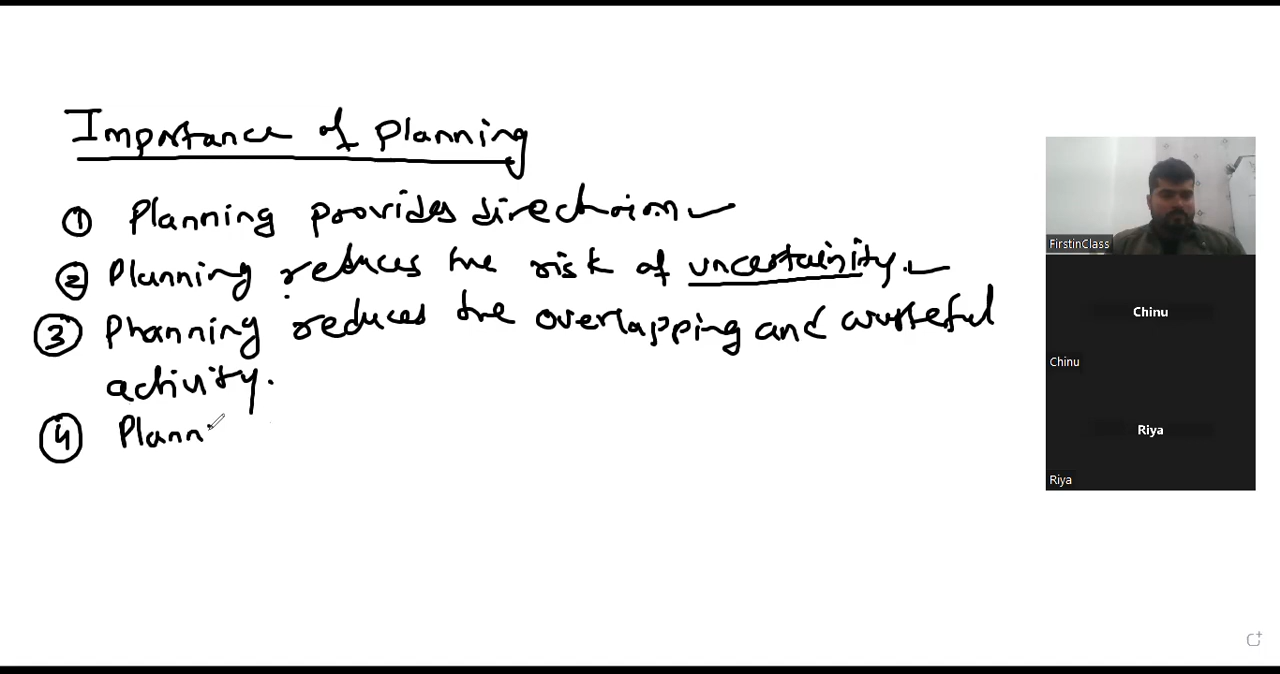 Importance of Planning
① Planning provides direction
② Planning reduces the risk of uncertainity.
③ Phanning reduces the overlapping and wasteful
activity.
④ Plann
FirstinClass
Chinu
Chinu
Riya
Riya